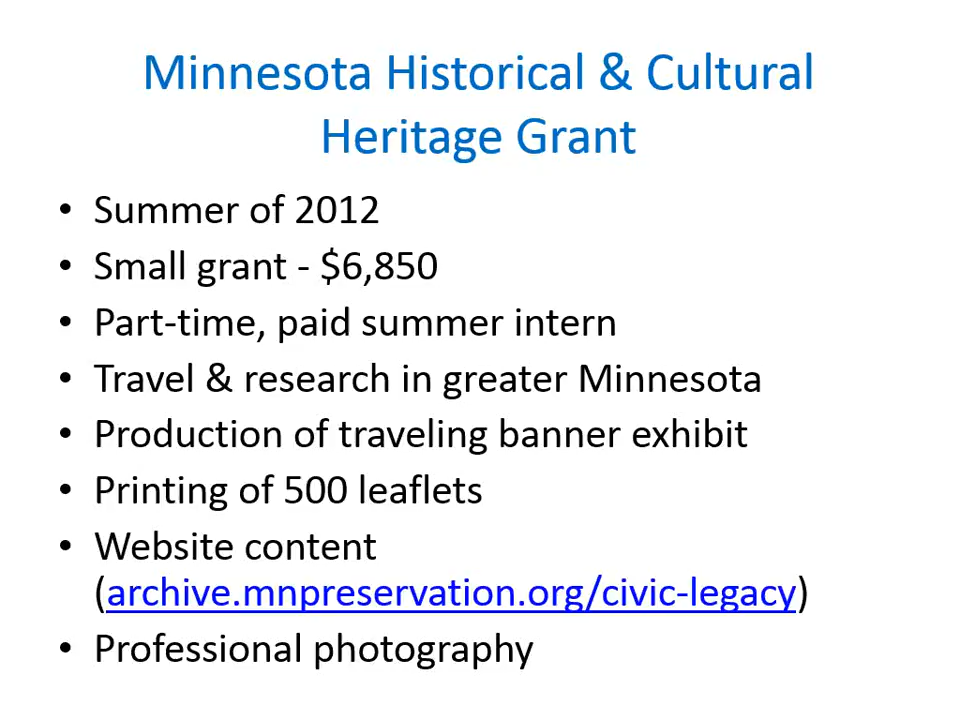 Minnesota Historical & Cultural
Heritage Grant
• Summer of 2012
• Small grant - $6,850
• Part-time, paid summer intern
• Travel & research in greater Minnesota
• Production of traveling banner exhibit
• Printing of 500 leaflets
• Website content
(archive.mnpreservation.org/civic-legacy)
• Professional photography